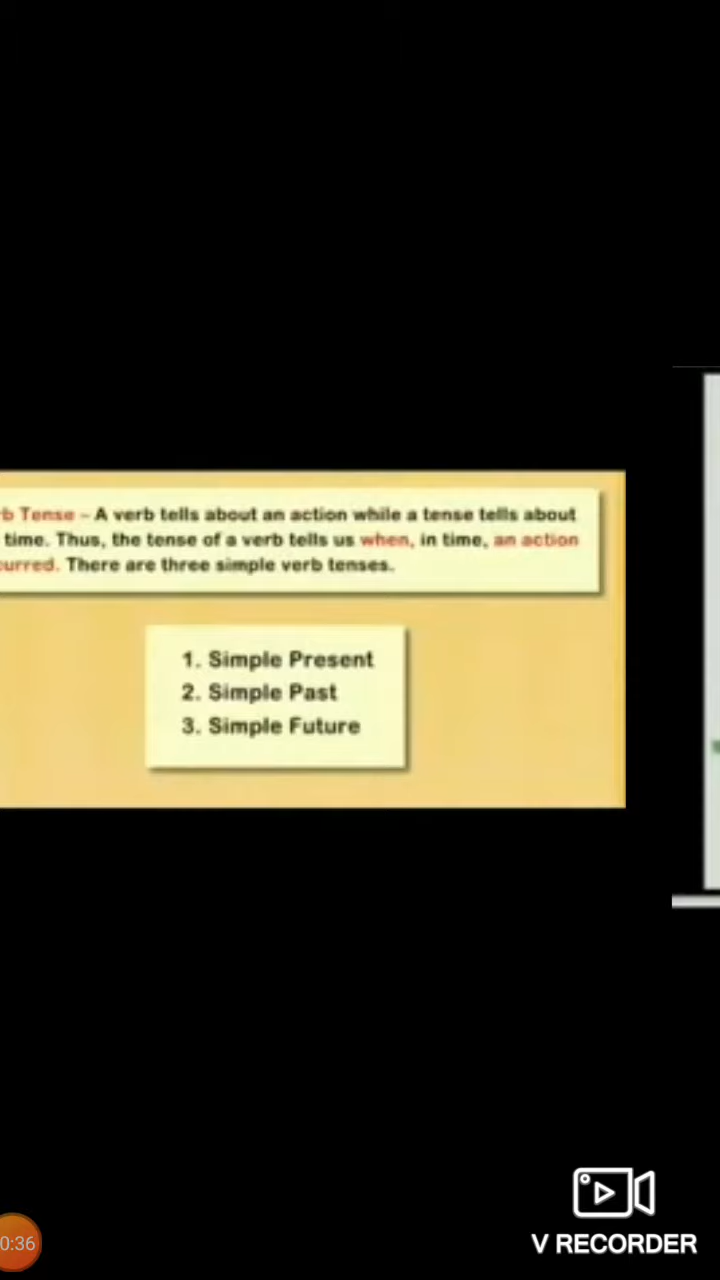 b Tense – A verb tells about an action while a tense tells about
time. Thus, the tense of a verb tells us when, in time, an action
curred. There are three simple verb tenses.
1. Simple Present
2. Simple Past
3. Simple Future
0:36
V RECORDER